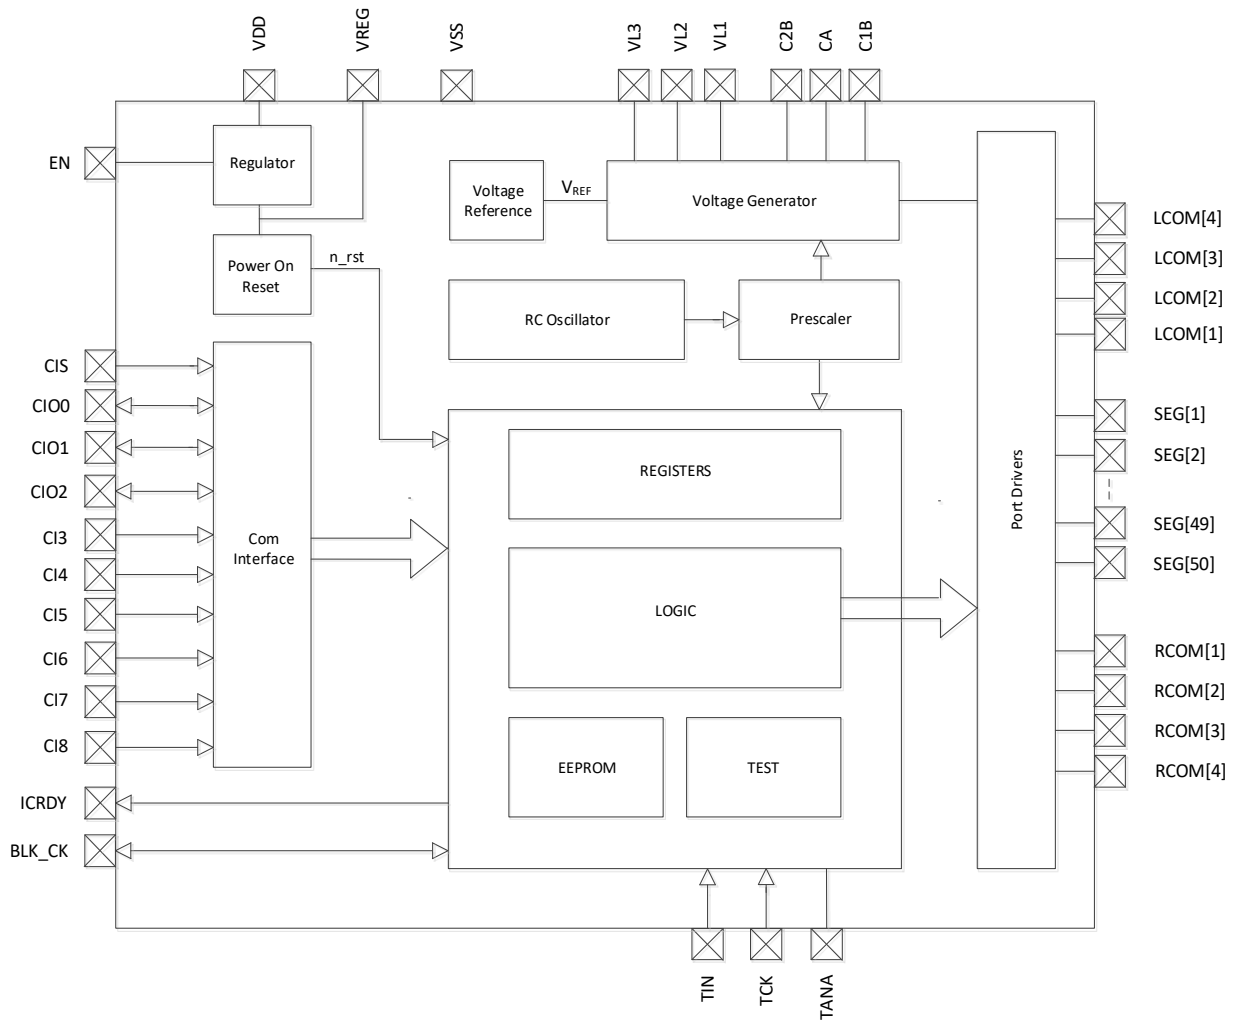 VDD
VREG
VSS
VL3
VL2
VL1
C2B
CA
C1B
EN
Regulator
Voltage
Reference
VREF
Voltage Generator
Power On
Reset
n_rst
RC Oscillator
Prescaler
CIS
CIO0
CIO1
CIO2
CI3
CI4
CI5
CI6
CI7
CI8
ICRDY
BLK_CK
Com
Interface
REGISTERS
LOGIC
EEPROM
TEST
Port Drivers
LCOM[4]
LCOM[3]
LCOM[2]
LCOM[1]
SEG[1]
SEG[2]
SEG[49]
SEG[50]
RCOM[1]
RCOM[2]
RCOM[3]
RCOM[4]
TIN
TCK
TANA